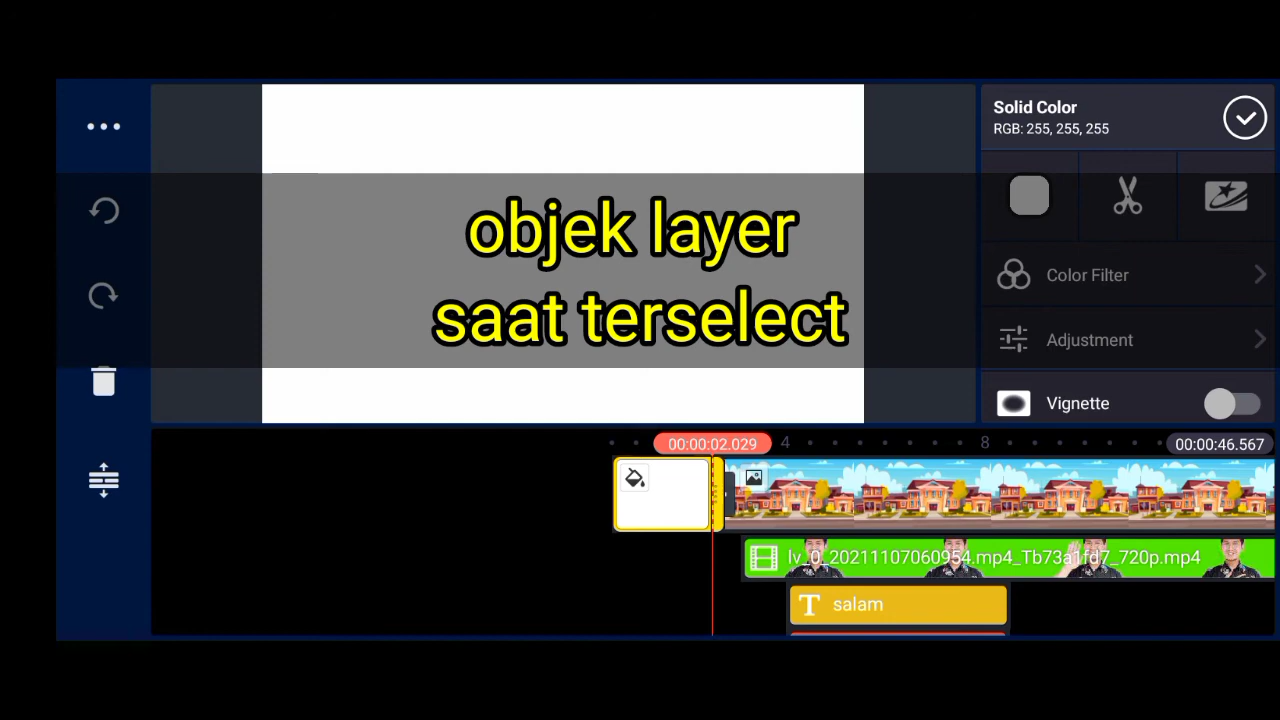 Solid Color
RGB: 255, 255, 255
objek layer
saat terselect
Color Filter
Adjustment
Vignette
00:00:02.029
4
8
00:00:46.567
lv_0_20211107060954.mp4_Tb73a1fd7_720p.mp4
T salam